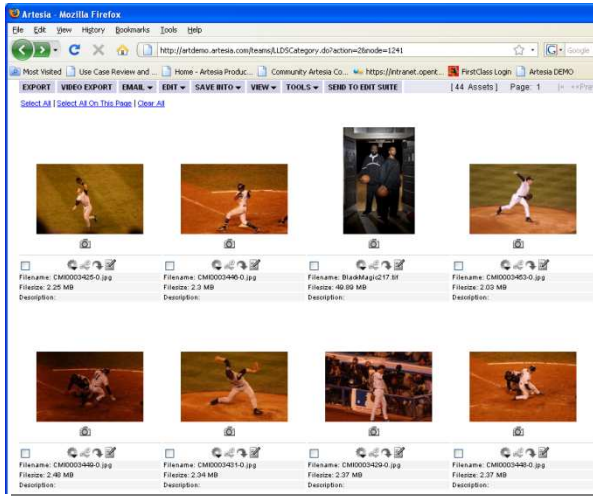 Artesia - Mozilla Firefox
File Edit View History Bookmarks Tools Help
http://artdemo.artesia.com/teams/LLDSCategory.do?action=2&node=1241 Google
Most Visited Use Case Review and ... Home - Artesia Produc... Community Artesia Co... https://intranet.opent... FirstClass Login Artesia DEMO
EXPORT VIDEO EXPORT EMAIL EDIT SAVE INTO VIEW TOOLS SEND TO EDIT SUITE [44 Assets] Page: 1 |« ««Prev
Select All | Select All On This Page | Clear All
Filename: CMI0003425-0.jpg Filename: CMI0003446-0.jpg Filename: BlackMagic217.tif Filename: CMI0003453-0.jpg
Filesize: 2.25 MB Filesize: 2.3 MB Filesize: 49.89 MB Filesize: 2.03 MB
Description: Description: Description: Description:
Filename: CMI0003449-0.jpg Filename: CMI0003431-0.jpg Filename: CMI0003429-0.jpg Filename: CMI0003448-0.jpg
Filesize: 2.48 MB Filesize: 2.34 MB Filesize: 2.37 MB Filesize: 2.37 MB
Description: Description: Description: Description: